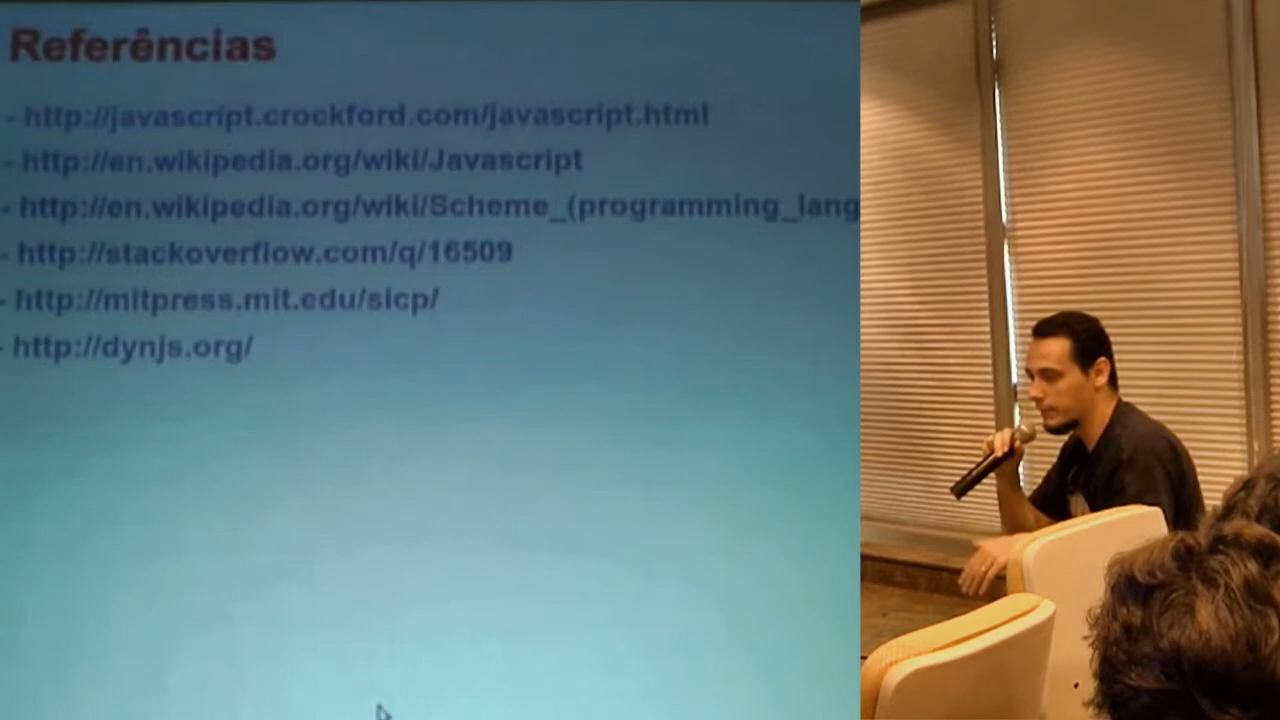 Referências
- http://javascript.crockford.com/javascript.html
- http://en.wikipedia.org/wiki/Javascript
- http://en.wikipedia.org/wiki/Scheme_(programming_lang
- http://stackoverflow.com/q/16509
- http://mitpress.mit.edu/sicp/
- http://dynjs.org/